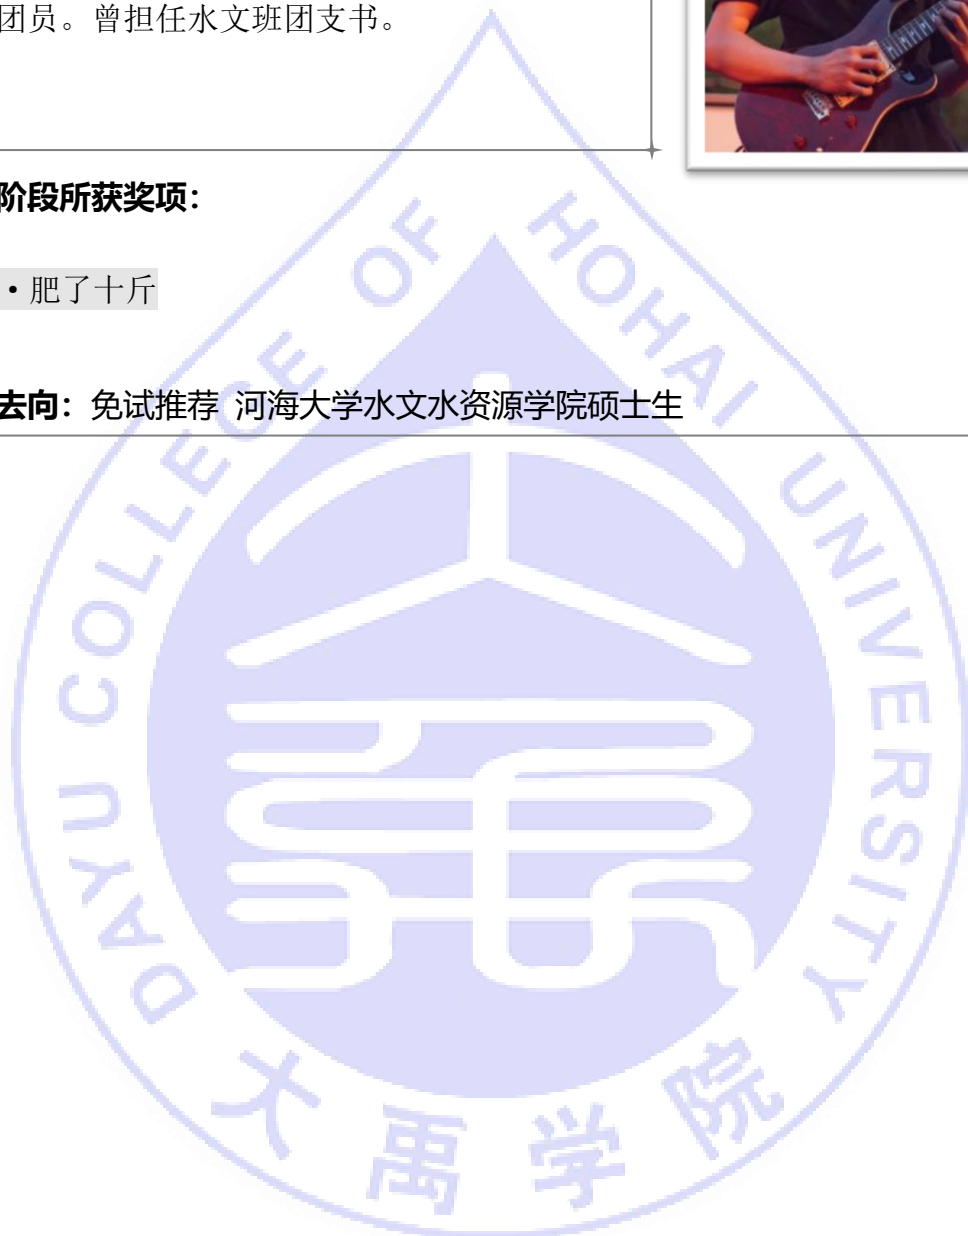 团员。曾担任水文班团支书。
阶段所获奖项：
·肥了十斤
去向：免试推荐 河海大学水文水资源学院硕士生
DAYU COLLEGE OF HOHAI UNIVERSITY
大禹学院